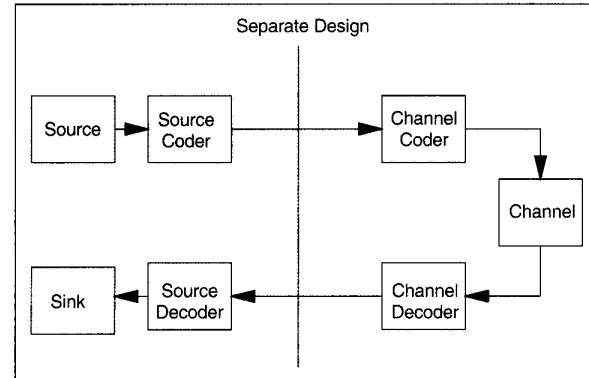 Separate Design
Source
Source
Coder
Channel
Coder
Channel
Sink
Source
Decoder
Channel
Decoder